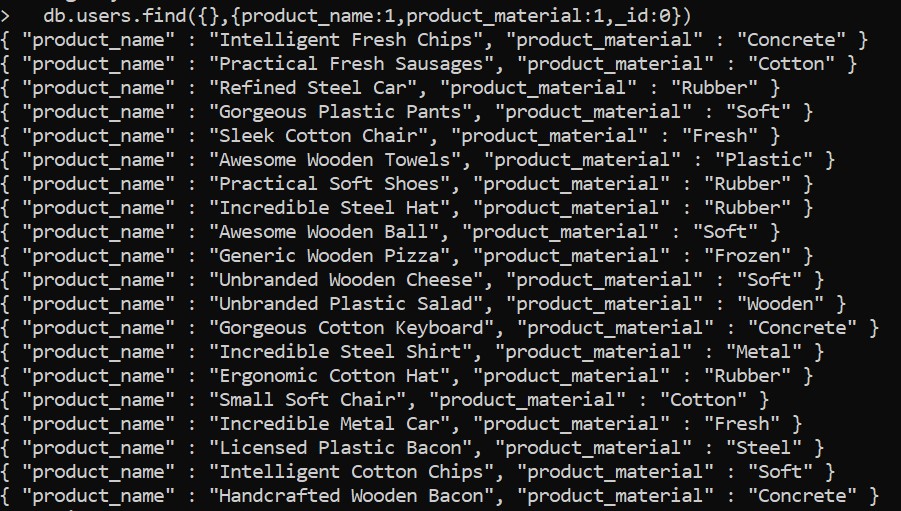 > db.users.find({},{product_name:1,product_material:1,_id:0})
{ "product_name" : "Intelligent Fresh Chips", "product_material" : "Concrete" }
{ "product_name" : "Practical Fresh Sausages", "product_material" : "Cotton" }
{ "product_name" : "Refined Steel Car", "product_material" : "Rubber" }
{ "product_name" : "Gorgeous Plastic Pants", "product_material" : "Soft" }
{ "product_name" : "Sleek Cotton Chair", "product_material" : "Fresh" }
{ "product_name" : "Awesome Wooden Towels", "product_material" : "Plastic" }
{ "product_name" : "Practical Soft Shoes", "product_material" : "Rubber" }
{ "product_name" : "Incredible Steel Hat", "product_material" : "Rubber" }
{ "product_name" : "Awesome Wooden Ball", "product_material" : "Soft" }
{ "product_name" : "Generic Wooden Pizza", "product_material" : "Frozen" }
{ "product_name" : "Unbranded Wooden Cheese", "product_material" : "Soft" }
{ "product_name" : "Unbranded Plastic Salad", "product_material" : "Wooden" }
{ "product_name" : "Gorgeous Cotton Keyboard", "product_material" : "Concrete" }
{ "product_name" : "Incredible Steel Shirt", "product_material" : "Metal" }
{ "product_name" : "Ergonomic Cotton Hat", "product_material" : "Rubber" }
{ "product_name" : "Small Soft Chair", "product_material" : "Cotton" }
{ "product_name" : "Incredible Metal Car", "product_material" : "Fresh" }
{ "product_name" : "Licensed Plastic Bacon", "product_material" : "Steel" }
{ "product_name" : "Intelligent Cotton Chips", "product_material" : "Soft" }
{ "product_name" : "Handcrafted Wooden Bacon", "product_material" : "Concrete" }